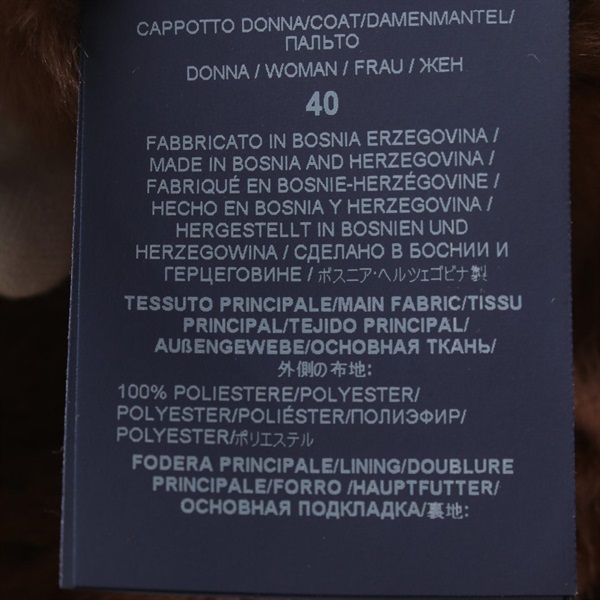 CAPPOTTO DONNA/COAT/DAMENMANTEL/
ПАЛЬТО
DONNA / WOMAN / FRAU / ЖЕН
40
FABBRICATO IN BOSNIA ERZEGOVINA /
MADE IN BOSNIA AND HERZEGOVINA /
FABRIQUÉ EN BOSNIE-HERZÉGOVINE /
HECHO EN BOSNIA Y HERZEGOVINA /
HERGESTELLT IN BOSNIEN UND
HERZEGOWINA / СДЕЛАНО В БОСНИИ И
ГЕРЦЕГОВИНЕ / ボスニア・ヘルツェゴビナ製
TESSUTO PRINCIPALE/MAIN FABRIC/TISSU
PRINCIPAL/TEJIDO PRINCIPAL/
AUßENGEWEBE/ОСНОВНАЯ ТКАНЬ/
外側の布地:
100% POLIESTERE/POLYESTER/
POLYESTER/POLIÉSTER/ПОЛИЭФИР/
POLYESTER/ポリエステル
FODERA PRINCIPALE/LINING/DOUBLURE
PRINCIPALE/FORRO /HAUPTFUTTER/
ОСНОВНАЯ ПОДКЛАДКА/裏地: